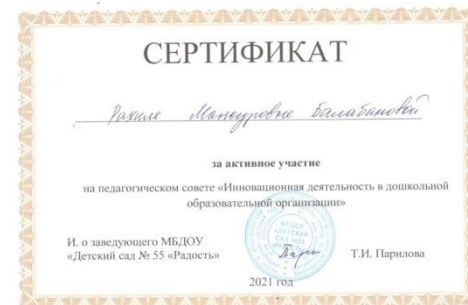 СЕРТИФИКАТ
Рахиле Мансуровне Балабановой
за активное участие
на педагогическом совете «Инновационная деятельность в дошкольной
образовательной организации»
И. о заведующего МБДОУ
«Детский сад № 55 «Радость»
Т.И. Парилова
2021 год